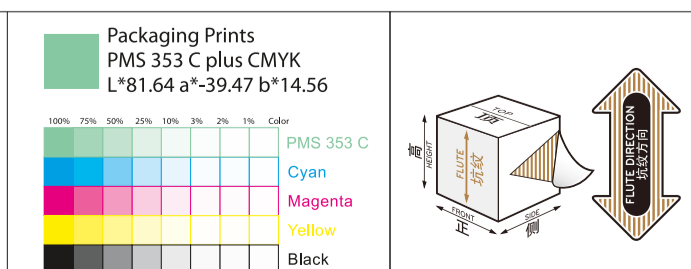 Packaging Prints
PMS 353 C plus CMYK
L*81.64 a*-39.47 b*14.56
100% 75% 50% 25% 10% 3% 2% 1% Color
PMS 353 C
Cyan
Magenta
Yellow
Black
TOP
顶
高
HEIGHT
FLUTE
坑纹
FRONT
正
SIDE
侧
FLUTE DIRECTION
坑纹方向